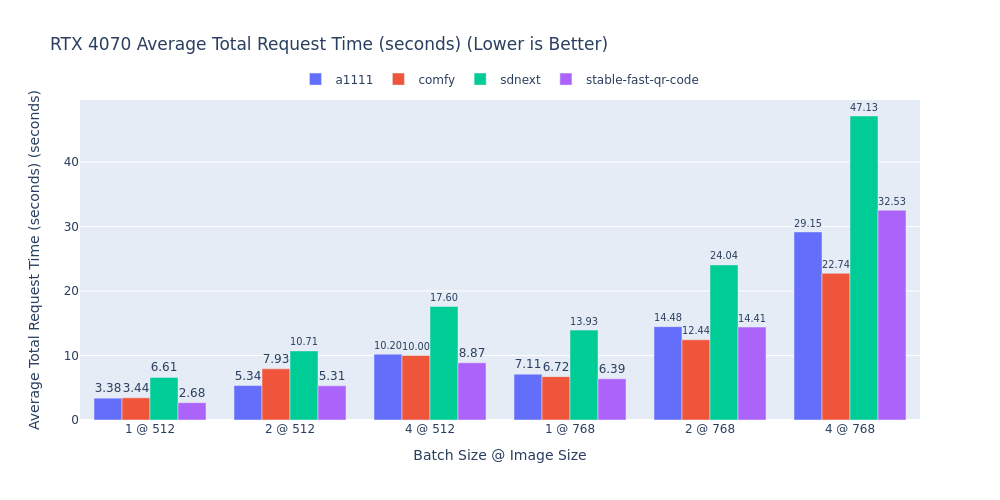 RTX 4070 Average Total Request Time (seconds) (Lower is Better)
a1111 comfy sdnext stable-fast-qr-code
Average Total Request Time (seconds) (seconds)
40
30
20
10
0
3.38 3.44 6.61 2.68
5.34 7.93 10.71 5.31
10.20 10.00 17.60 8.87
7.11 6.72 13.93 6.39
14.48 12.44 24.04 14.41
29.15 22.74 47.13 32.53
1 @ 512 2 @ 512 4 @ 512 1 @ 768 2 @ 768 4 @ 768
Batch Size @ Image Size